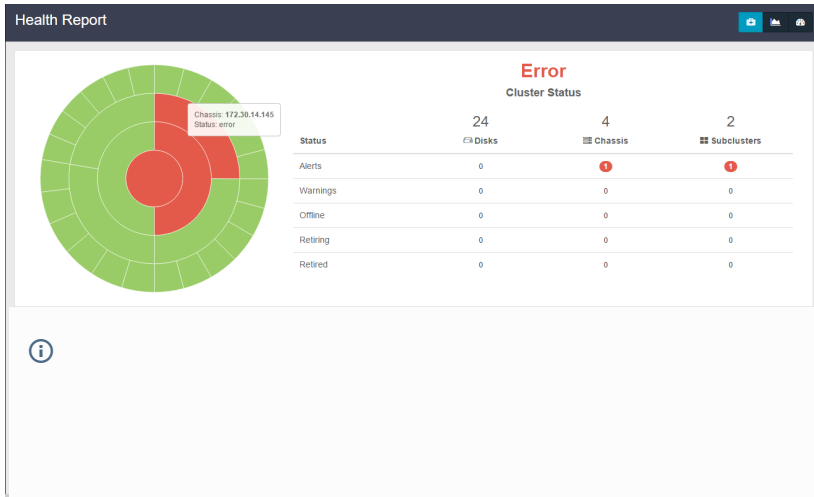 Health Report
Chassis: 172.30.14.145
Status: error
Error
Cluster Status
24 4 2
Status Disks Chassis Subclusters
Alerts 0 1 1
Warnings 0 0 0
Offline 0 0 0
Retiring 0 0 0
Retired 0 0 0